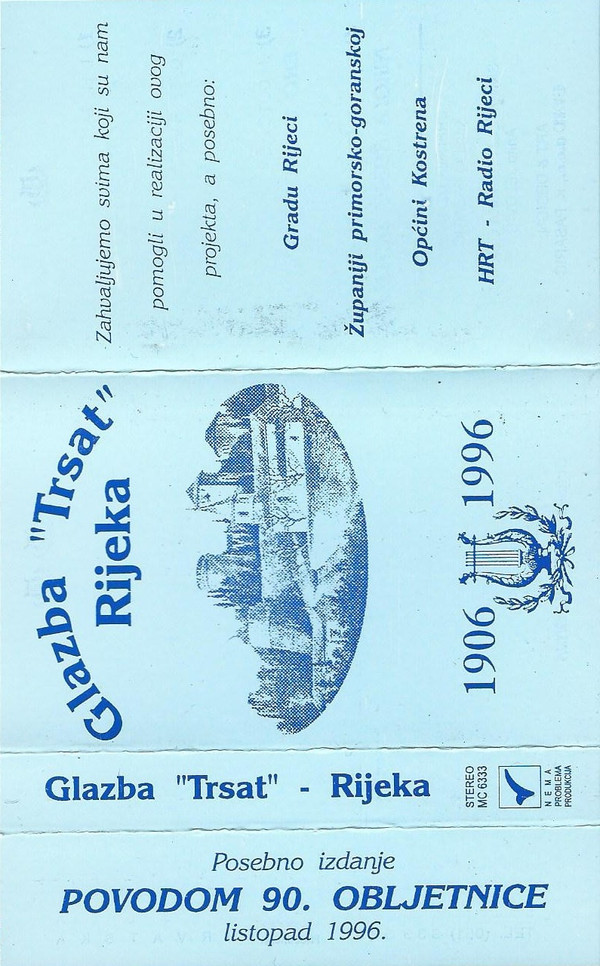 Zahvaljujemo svima koji su nam
pomogli u realizaciji ovog
projekta, a posebno:
Gradu Rijeci
Županiji primorsko-goranskoj
Općini Kostrena
HRT - Radio Rijeci
Glazba "Trsat"
Rijeka
1906 1996
Glazba "Trsat" - Rijeka
STEREO
MC 6333
NEMA
PROBLEMA
PRODUKCIJA
Posebno izdanje
POVODOM 90. OBLJETNICE
listopad 1996.